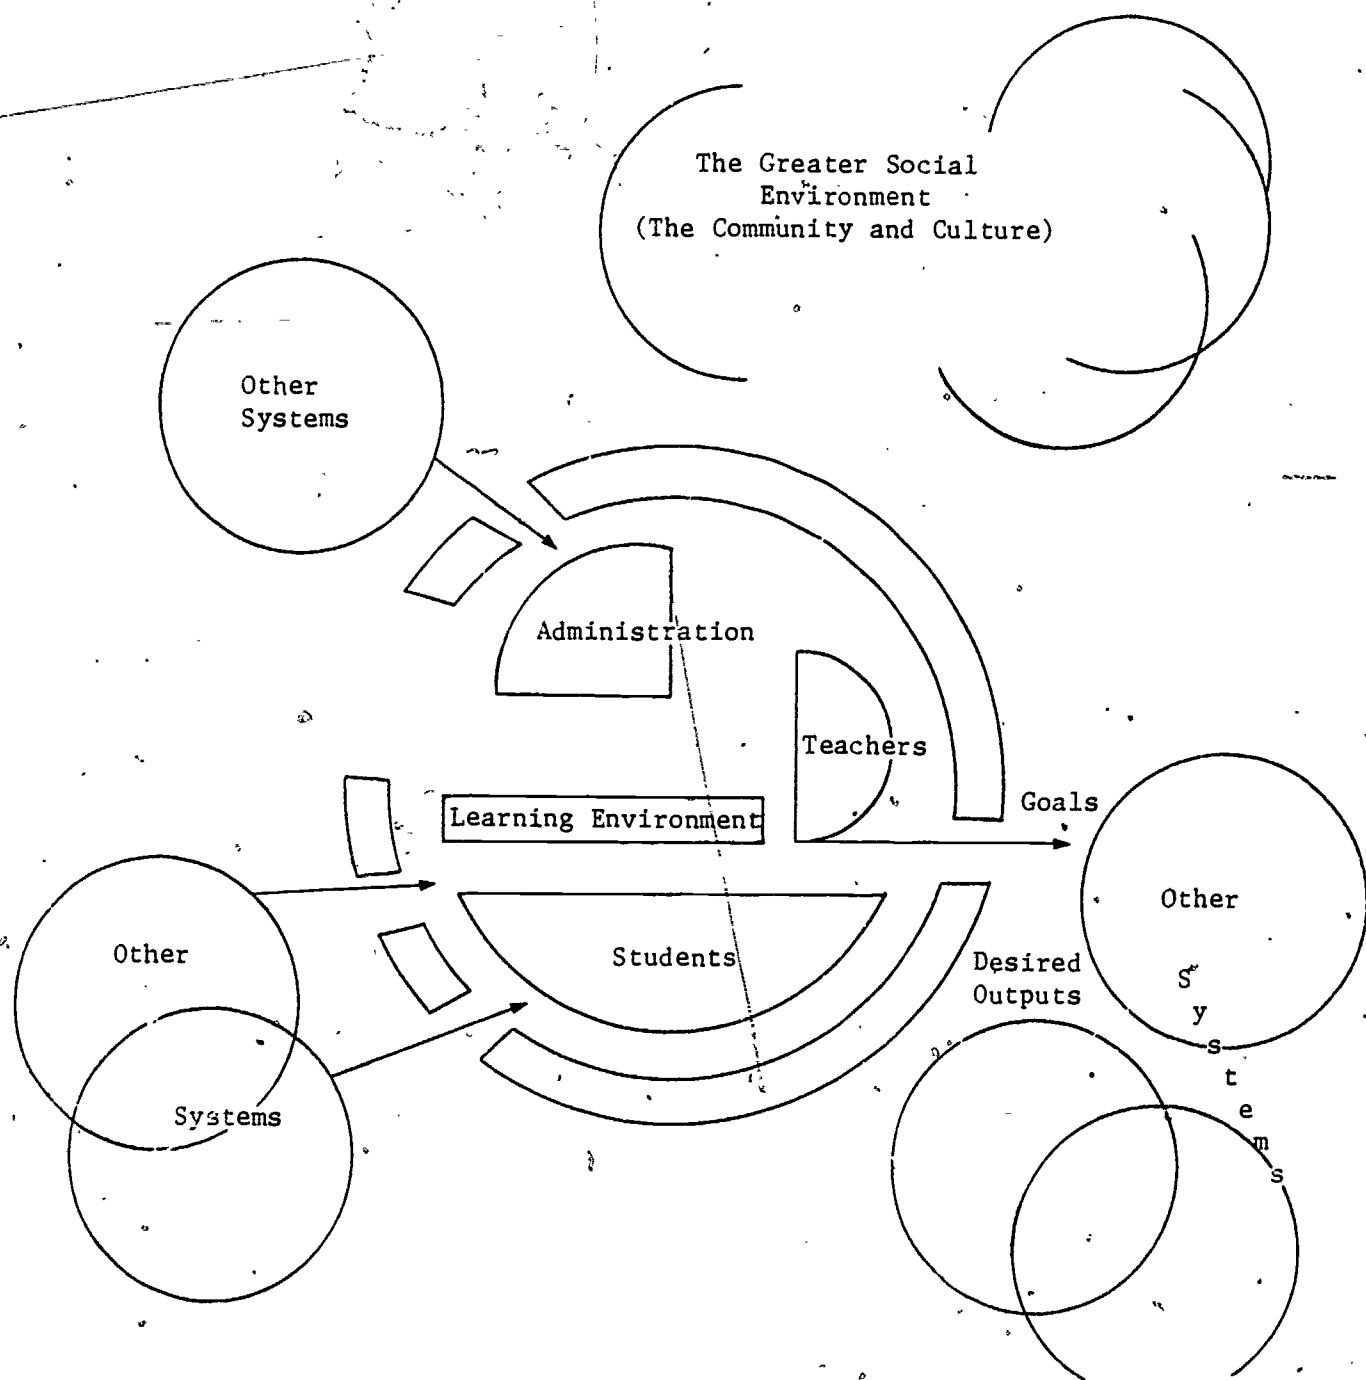 The Greater Social
Environment
(The Community and Culture)
Other
Systems
Administration
Teachers
Learning Environment
Goals
Students
Other
Systems
Desired
Outputs
Other
Systems